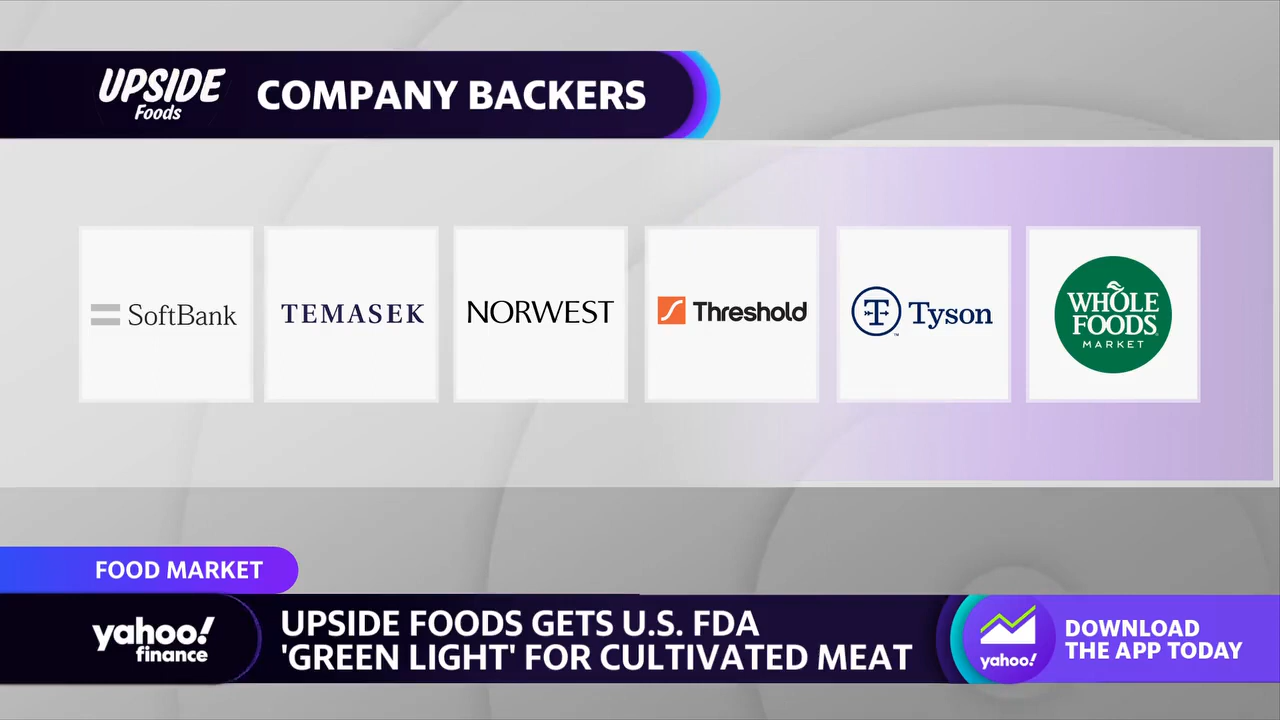 UPSIDE
Foods
COMPANY BACKERS
SoftBank
TEMASEK
NORWEST
Threshold
T Tyson
TM
WHOLE
FOODS
MARKET
FOOD MARKET
yahoo!
finance
UPSIDE FOODS GETS U.S. FDA
'GREEN LIGHT' FOR CULTIVATED MEAT
yahoo!
DOWNLOAD
THE APP TODAY